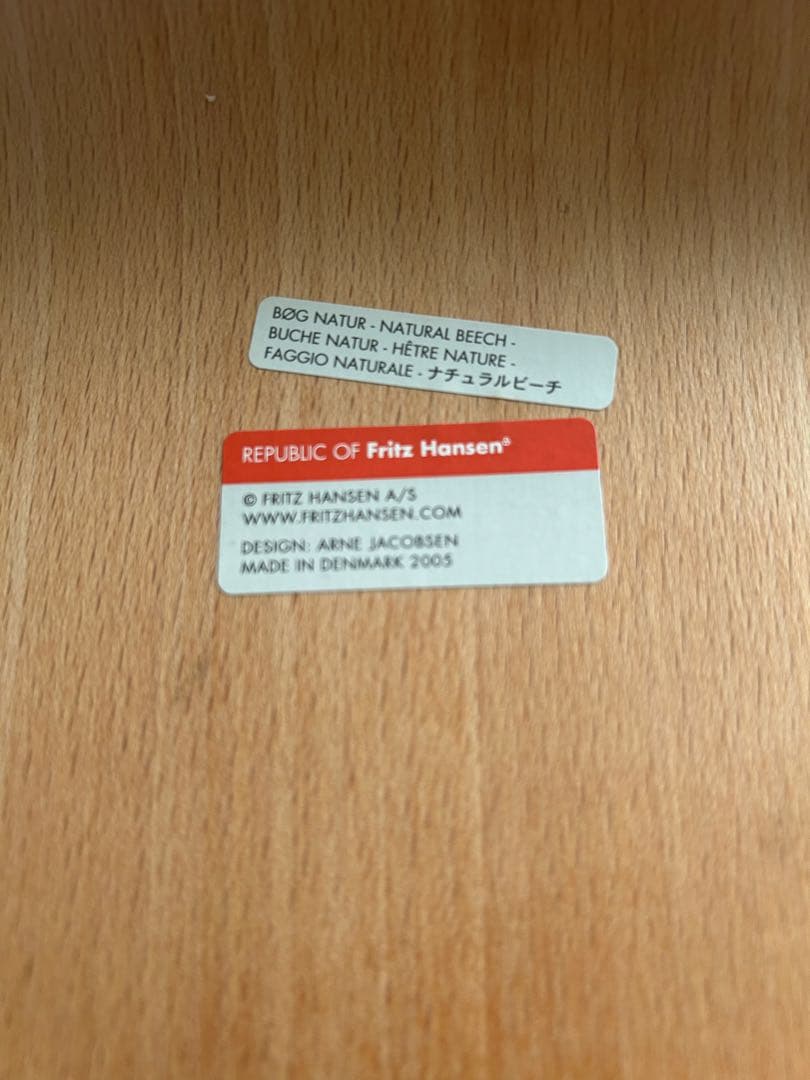 BØG NATUR - NATURAL BEECH -
BUCHE NATUR - HÊTRE NATURE -
FAGGIO NATURALE - ナチュラルビーチ
REPUBLIC OF Fritz Hansen®
© FRITZ HANSEN A/S
WWW.FRITZHANSEN.COM
DESIGN: ARNE JACOBSEN
MADE IN DENMARK 2005